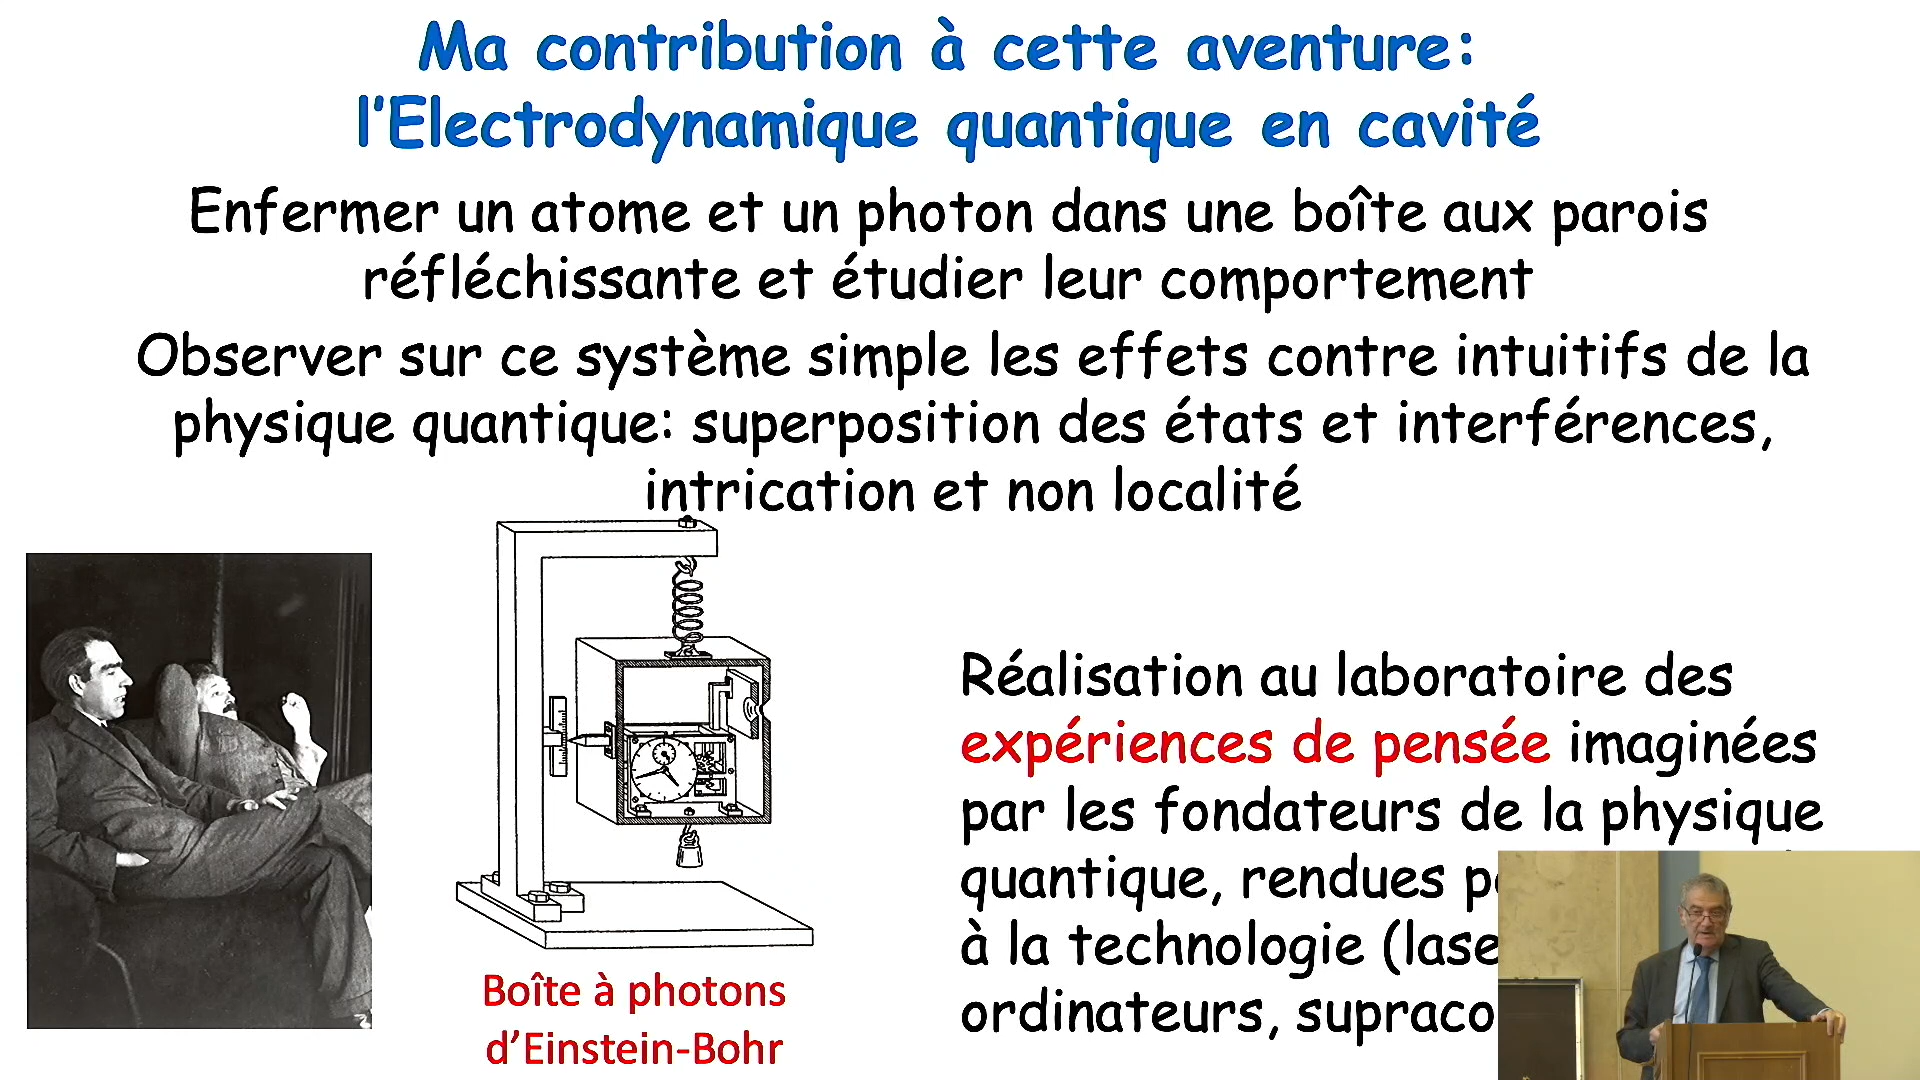 Ma contribution à cette aventure:
l'Electrodynamique quantique en cavité
Enfermer un atome et un photon dans une boîte aux parois
réfléchissante et étudier leur comportement
Observer sur ce système simple les effets contre intuitifs de la
physique quantique: superposition des états et interférences,
intrication et non localité
Réalisation au laboratoire des
expériences de pensée imaginées
par les fondateurs de la physique
quantique, rendues
à la technologie
ordinateurs,
Boîte à photons
d'Einstein-Bohr